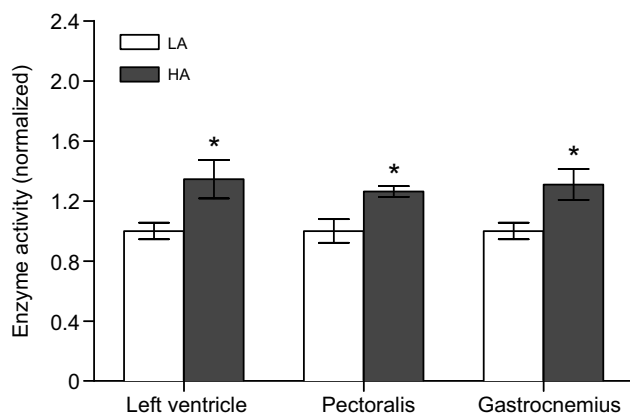 Enzyme activity (normalized)
2.4
2.0
1.6
1.2
0.8
0.4
0
LA
HA
*
*
*
Left ventricle
Pectoralis
Gastrocnemius